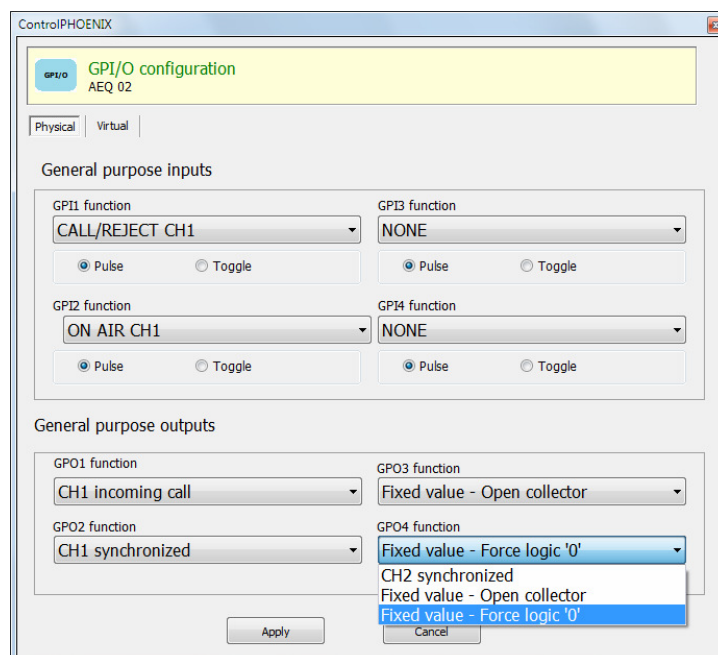 ControlPHOENIX
GPI/O
GPI/O configuration
AEQ 02
Physical Virtual
General purpose inputs
GPI1 function GPI3 function
CALL/REJECT CH1 NONE
Pulse Toggle Pulse Toggle
GPI2 function GPI4 function
ON AIR CH1 NONE
Pulse Toggle Pulse Toggle
General purpose outputs
GPO1 function GPO3 function
CH1 incoming call Fixed value - Open collector
GPO2 function GPO4 function
CH1 synchronized Fixed value - Force logic '0'
CH2 synchronized
Fixed value - Open collector
Fixed value - Force logic '0'
Apply Cancel